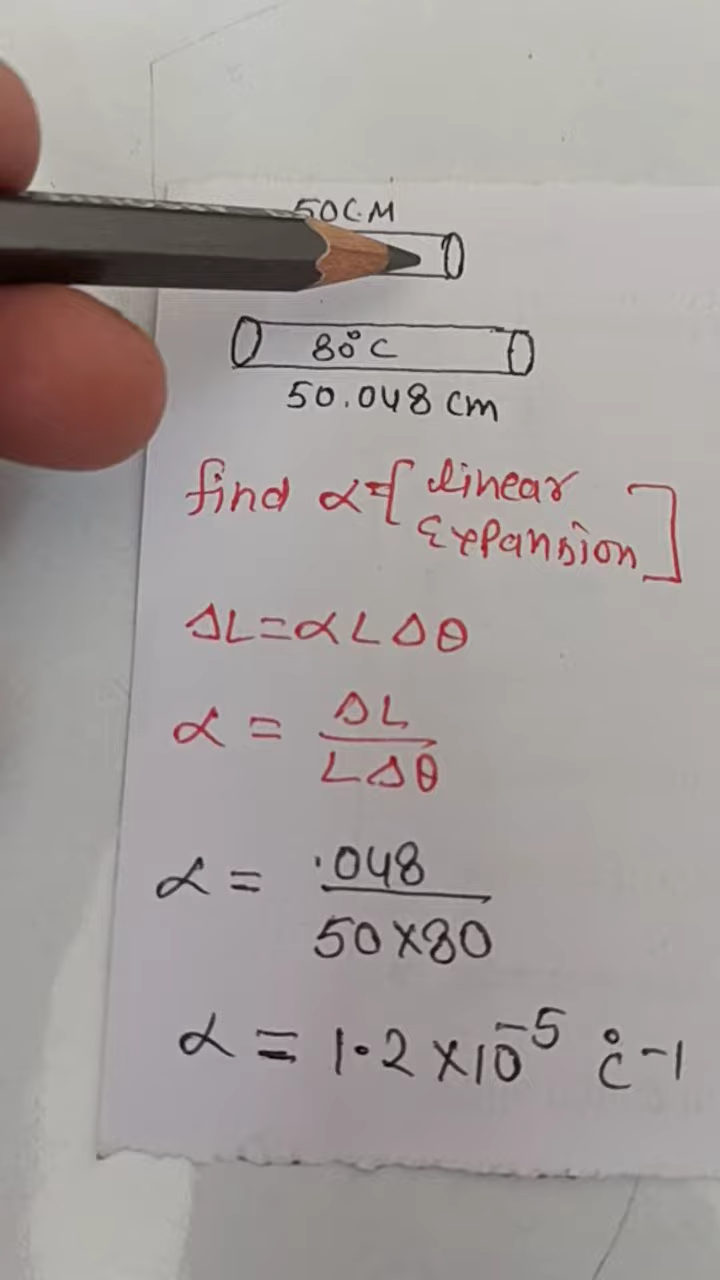 50C.M
80°C
50.048 cm
find α=[linear
Expansion]
ΔL=αLΔθ
α = ΔL
LΔθ
α = .048
50×80
α = 1.2×10⁻⁵ °C⁻¹